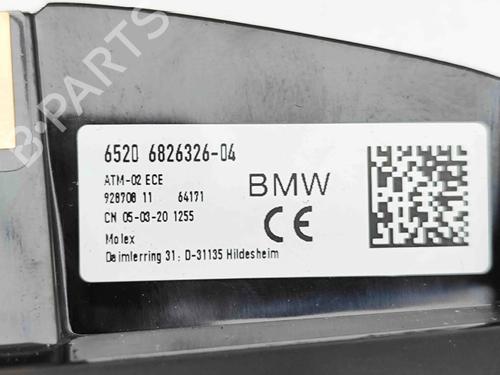 B-PARTS
6520 6826326-04
ATM-02 ECE
928708 11 64171
BMW
CN 05-03-20 1255
CE
Molex
Daimlerring 31; D-31135 Hildesheim